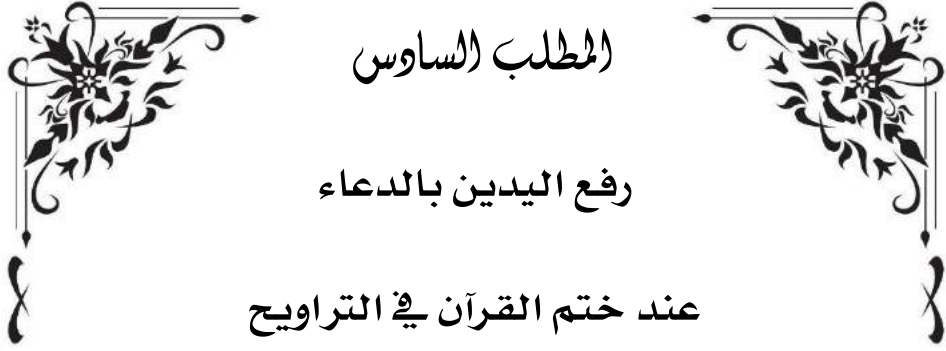 المطلب السادس
رفع اليدين بالدعاء
عند ختم القرآن في التراويح